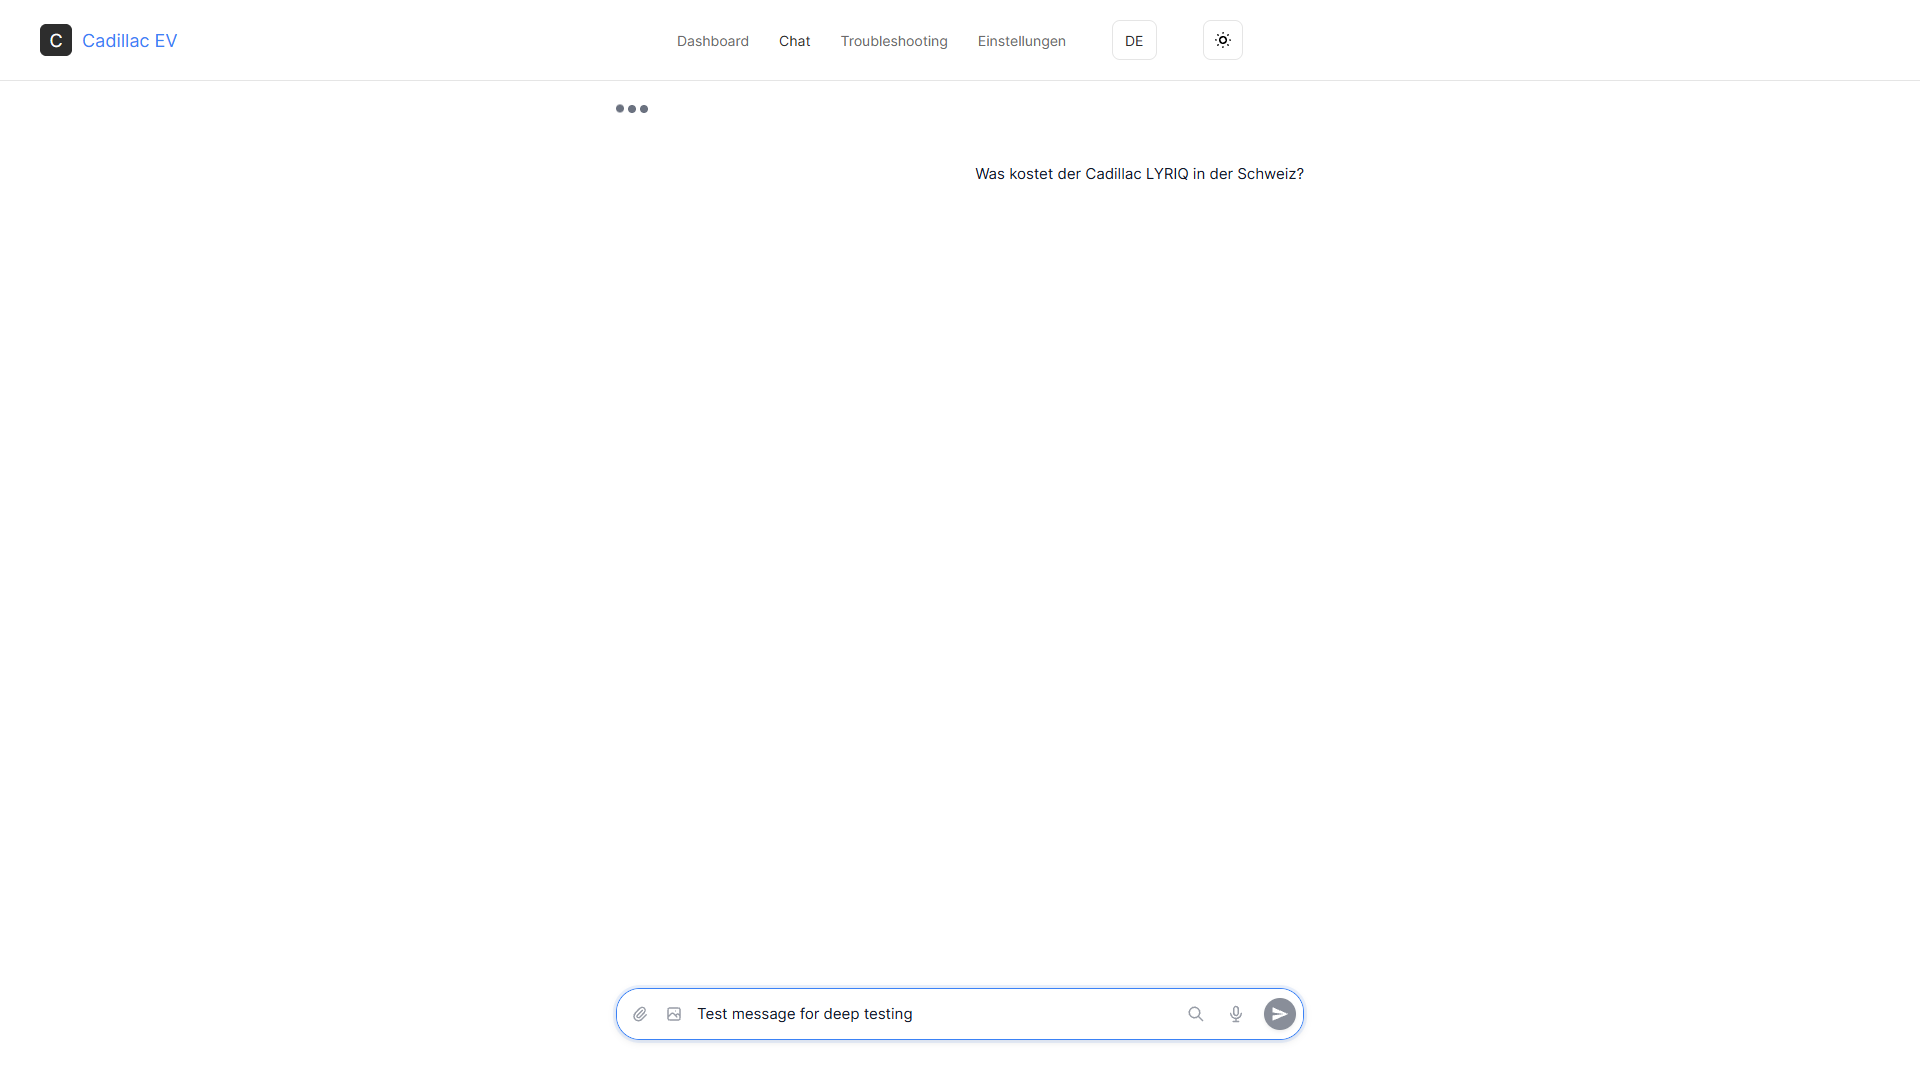 C Cadillac EV
Dashboard Chat Troubleshooting Einstellungen DE
Was kostet der Cadillac LYRIQ in der Schweiz?
Test message for deep testing